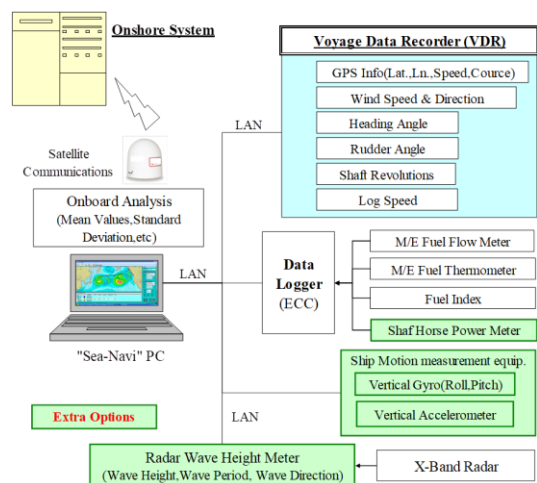 Onshore System
Voyage Data Recorder (VDR)
GPS Info(Lat.,Ln.,Speed,Cource)
Wind Speed & Direction
Heading Angle
Rudder Angle
Shaft Revolutions
Log Speed
LAN
Satellite
Communications
Onboard Analysis
(Mean Values,Standard
Deviation,etc)
LAN
"Sea-Navi" PC
Data
Logger
(ECC)
M/E Fuel Flow Meter
M/E Fuel Thermometer
Fuel Index
Shaf Horse Power Meter
Ship Motion measurement equip.
Vertical Gyro(Roll,Pitch)
Vertical Accelerometer
Extra Options
LAN
Radar Wave Height Meter
(Wave Height,Wave Period, Wave Direction)
X-Band Radar